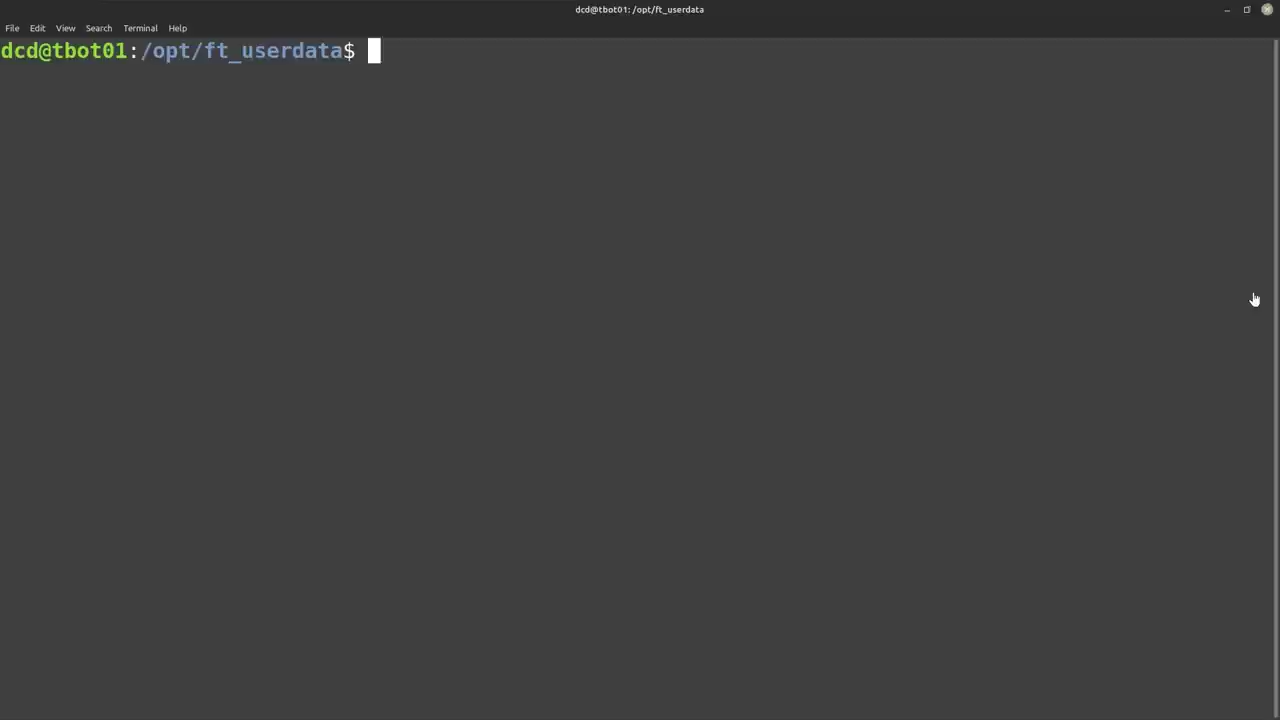 dcd@tbot01: /opt/ft_userdata
File Edit View Search Terminal Help
dcd@tbot01:/opt/ft_userdata$